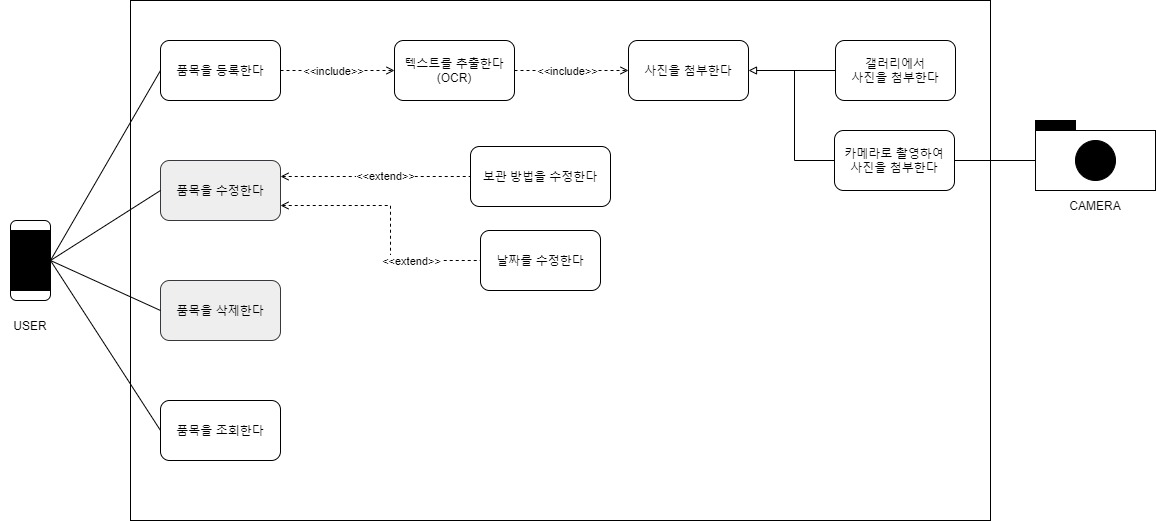 품목을 등록한다
<<include>>
텍스트를 추출한다
(OCR)
<<include>>
사진을 첨부한다
갤러리에서
사진을 첨부한다
카메라로 촬영하여
사진을 첨부한다
CAMERA
품목을 수정한다
<<extend>>
보관 방법을 수정한다
<<extend>>
날짜를 수정한다
USER
품목을 삭제한다
품목을 조회한다